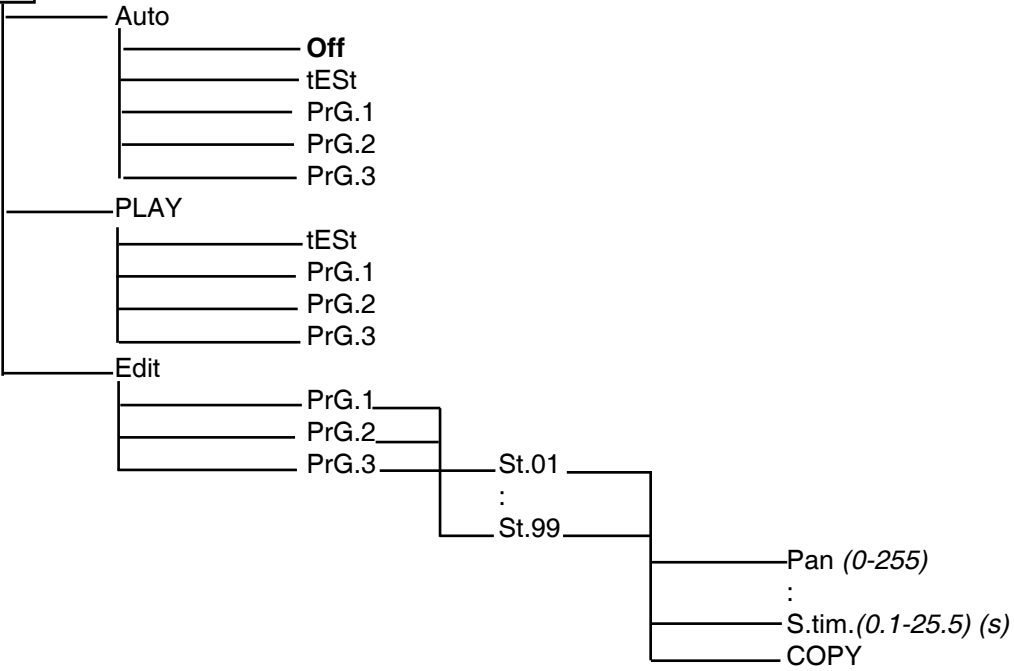 Auto
Off
tESt
PrG.1
PrG.2
PrG.3
PLAY
tESt
PrG.1
PrG.2
PrG.3
Edit
PrG.1
PrG.2
PrG.3 St.01
:
St.99
Pan (0-255)
:
S.tim.(0.1-25.5) (s)
COPY